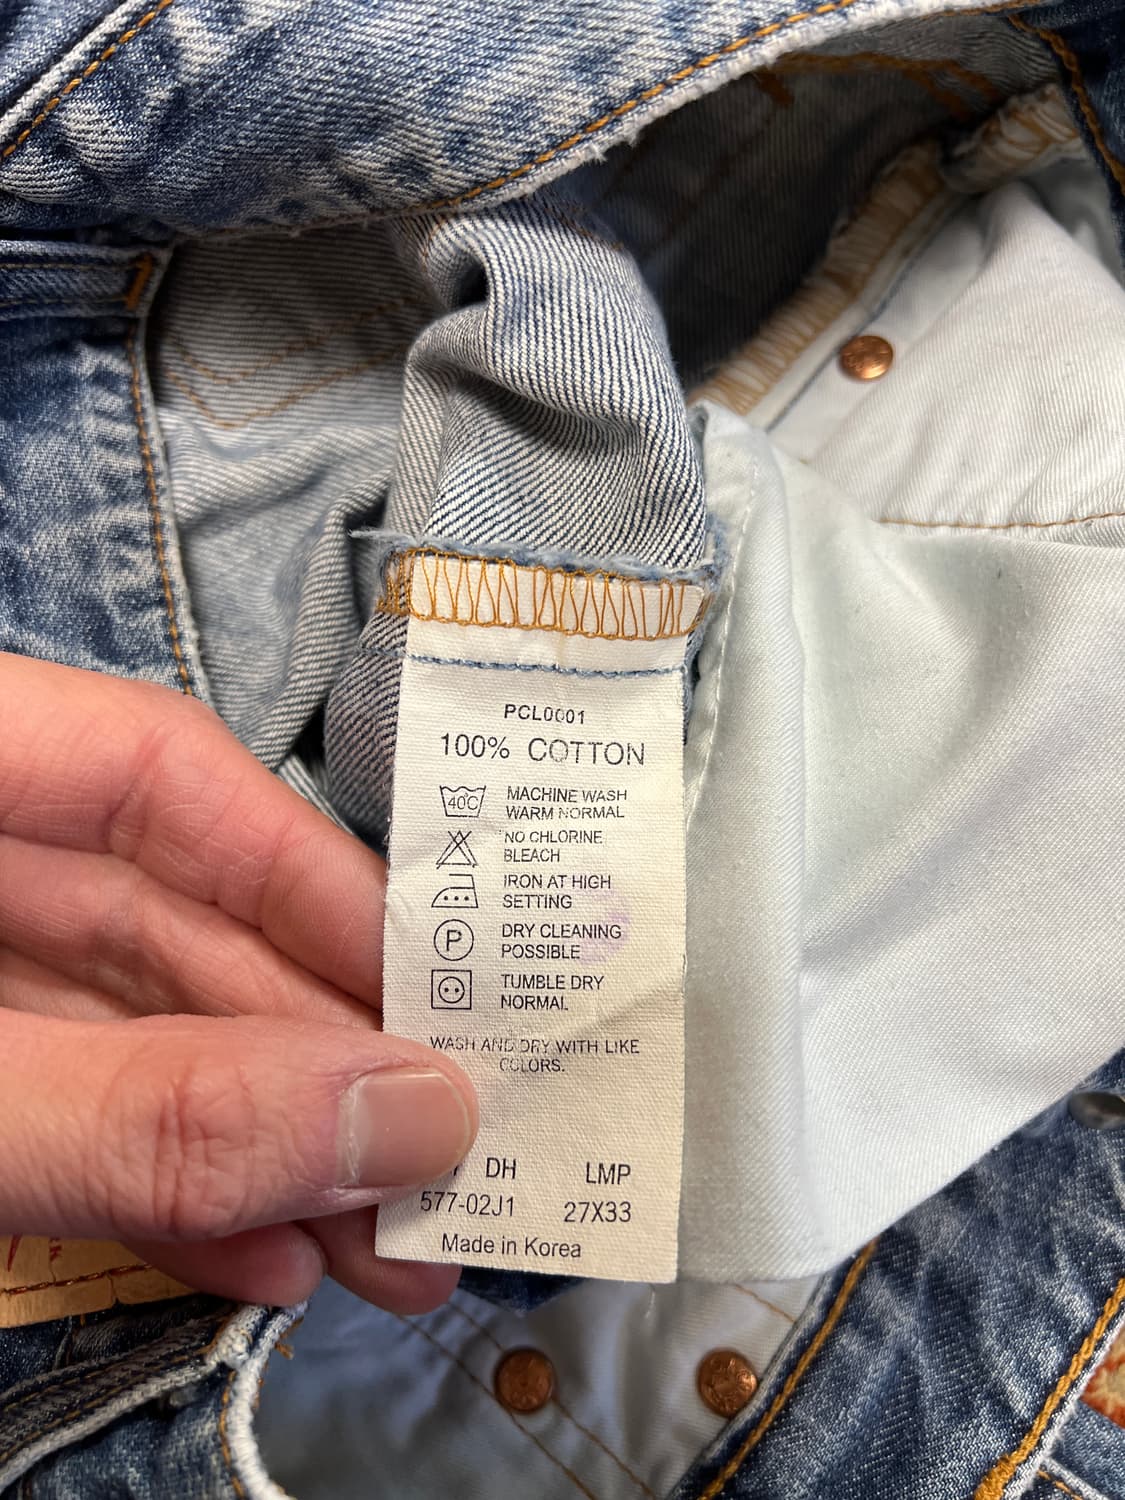 PCL0001
100% COTTON
40C MACHINE WASH
WARM NORMAL
NO CHLORINE
BLEACH
IRON AT HIGH
SETTING
P DRY CLEANING
POSSIBLE
TUMBLE DRY
NORMAL
WASH AND DRY WITH LIKE
COLORS.
DH LMP
577-02J1 27X33
Made in Korea